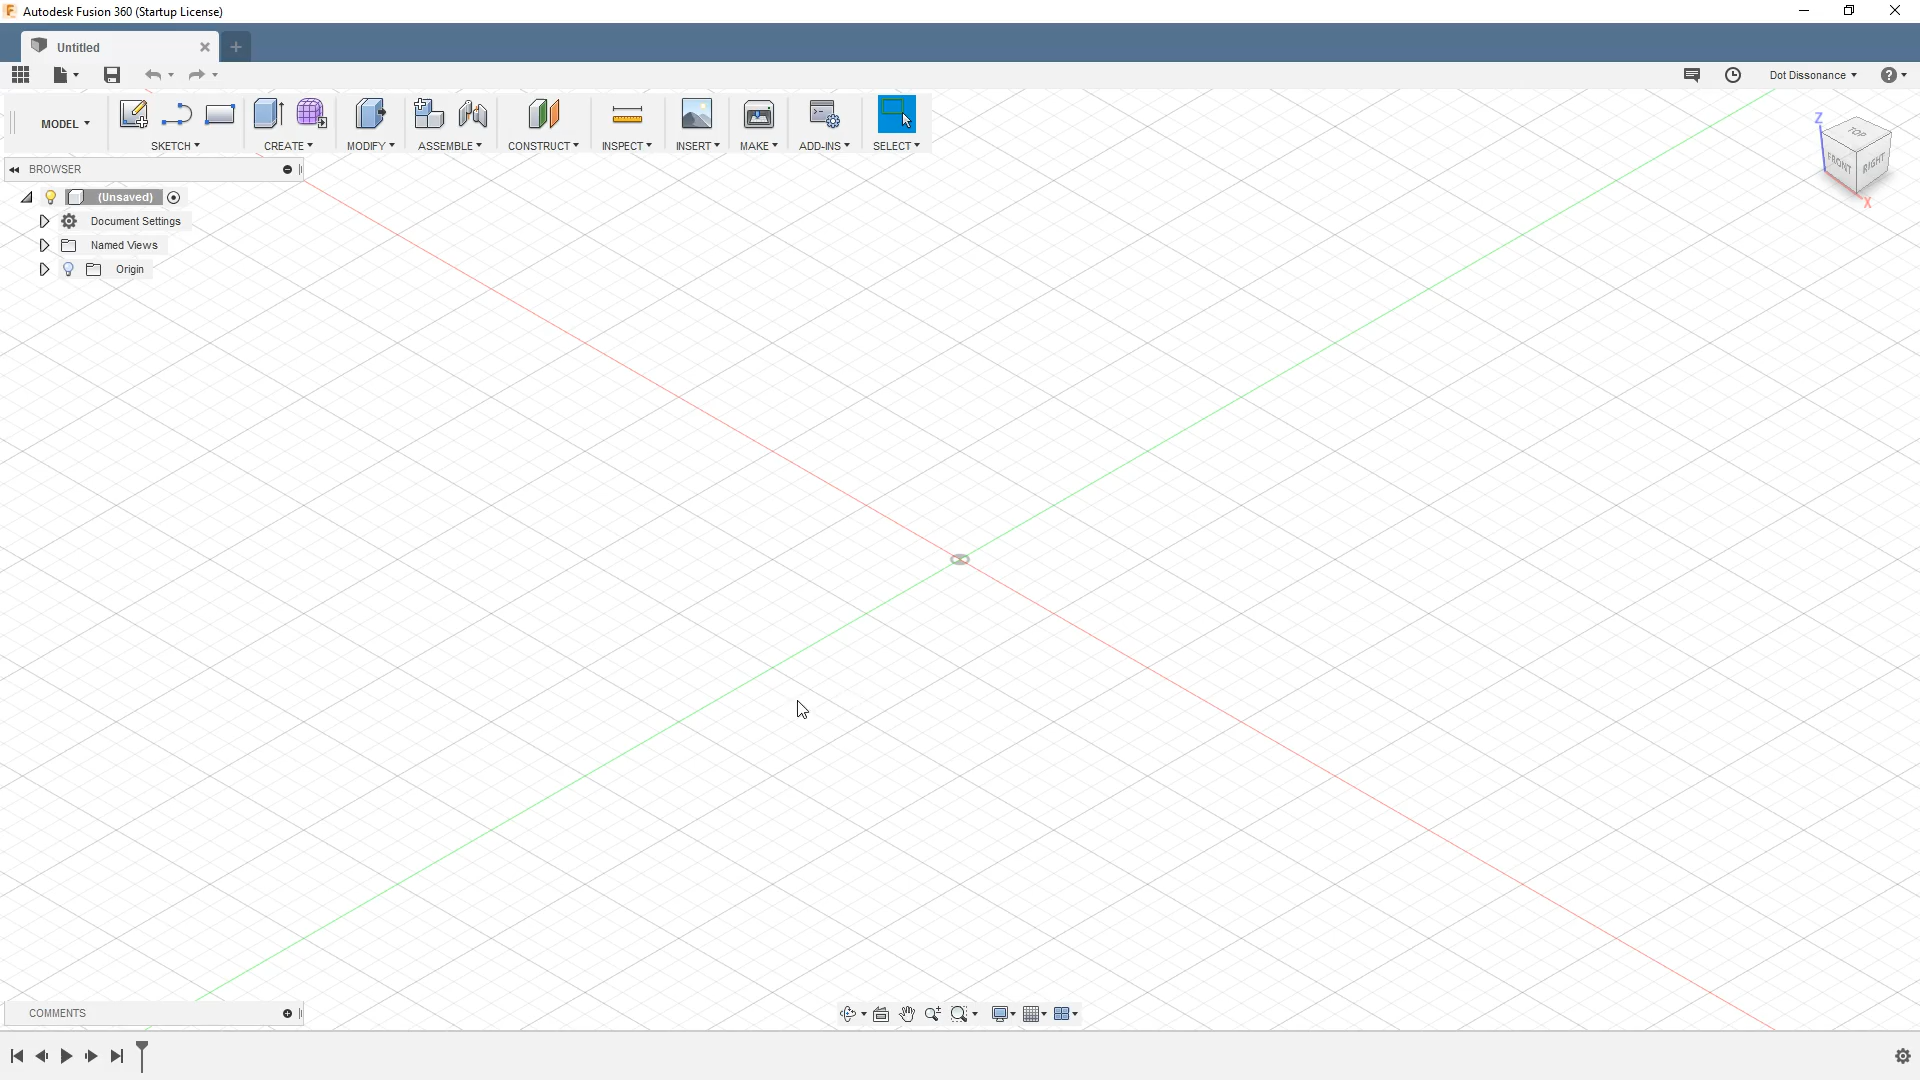 Autodesk Fusion 360 (Startup License)
Untitled
Dot Dissonance
MODEL
SKETCH CREATE MODIFY ASSEMBLE CONSTRUCT INSPECT INSERT MAKE ADD-INS SELECT
BROWSER
(Unsaved)
Document Settings
Named Views
Origin
Z
TOP
FRONT RIGHT
X
COMMENTS